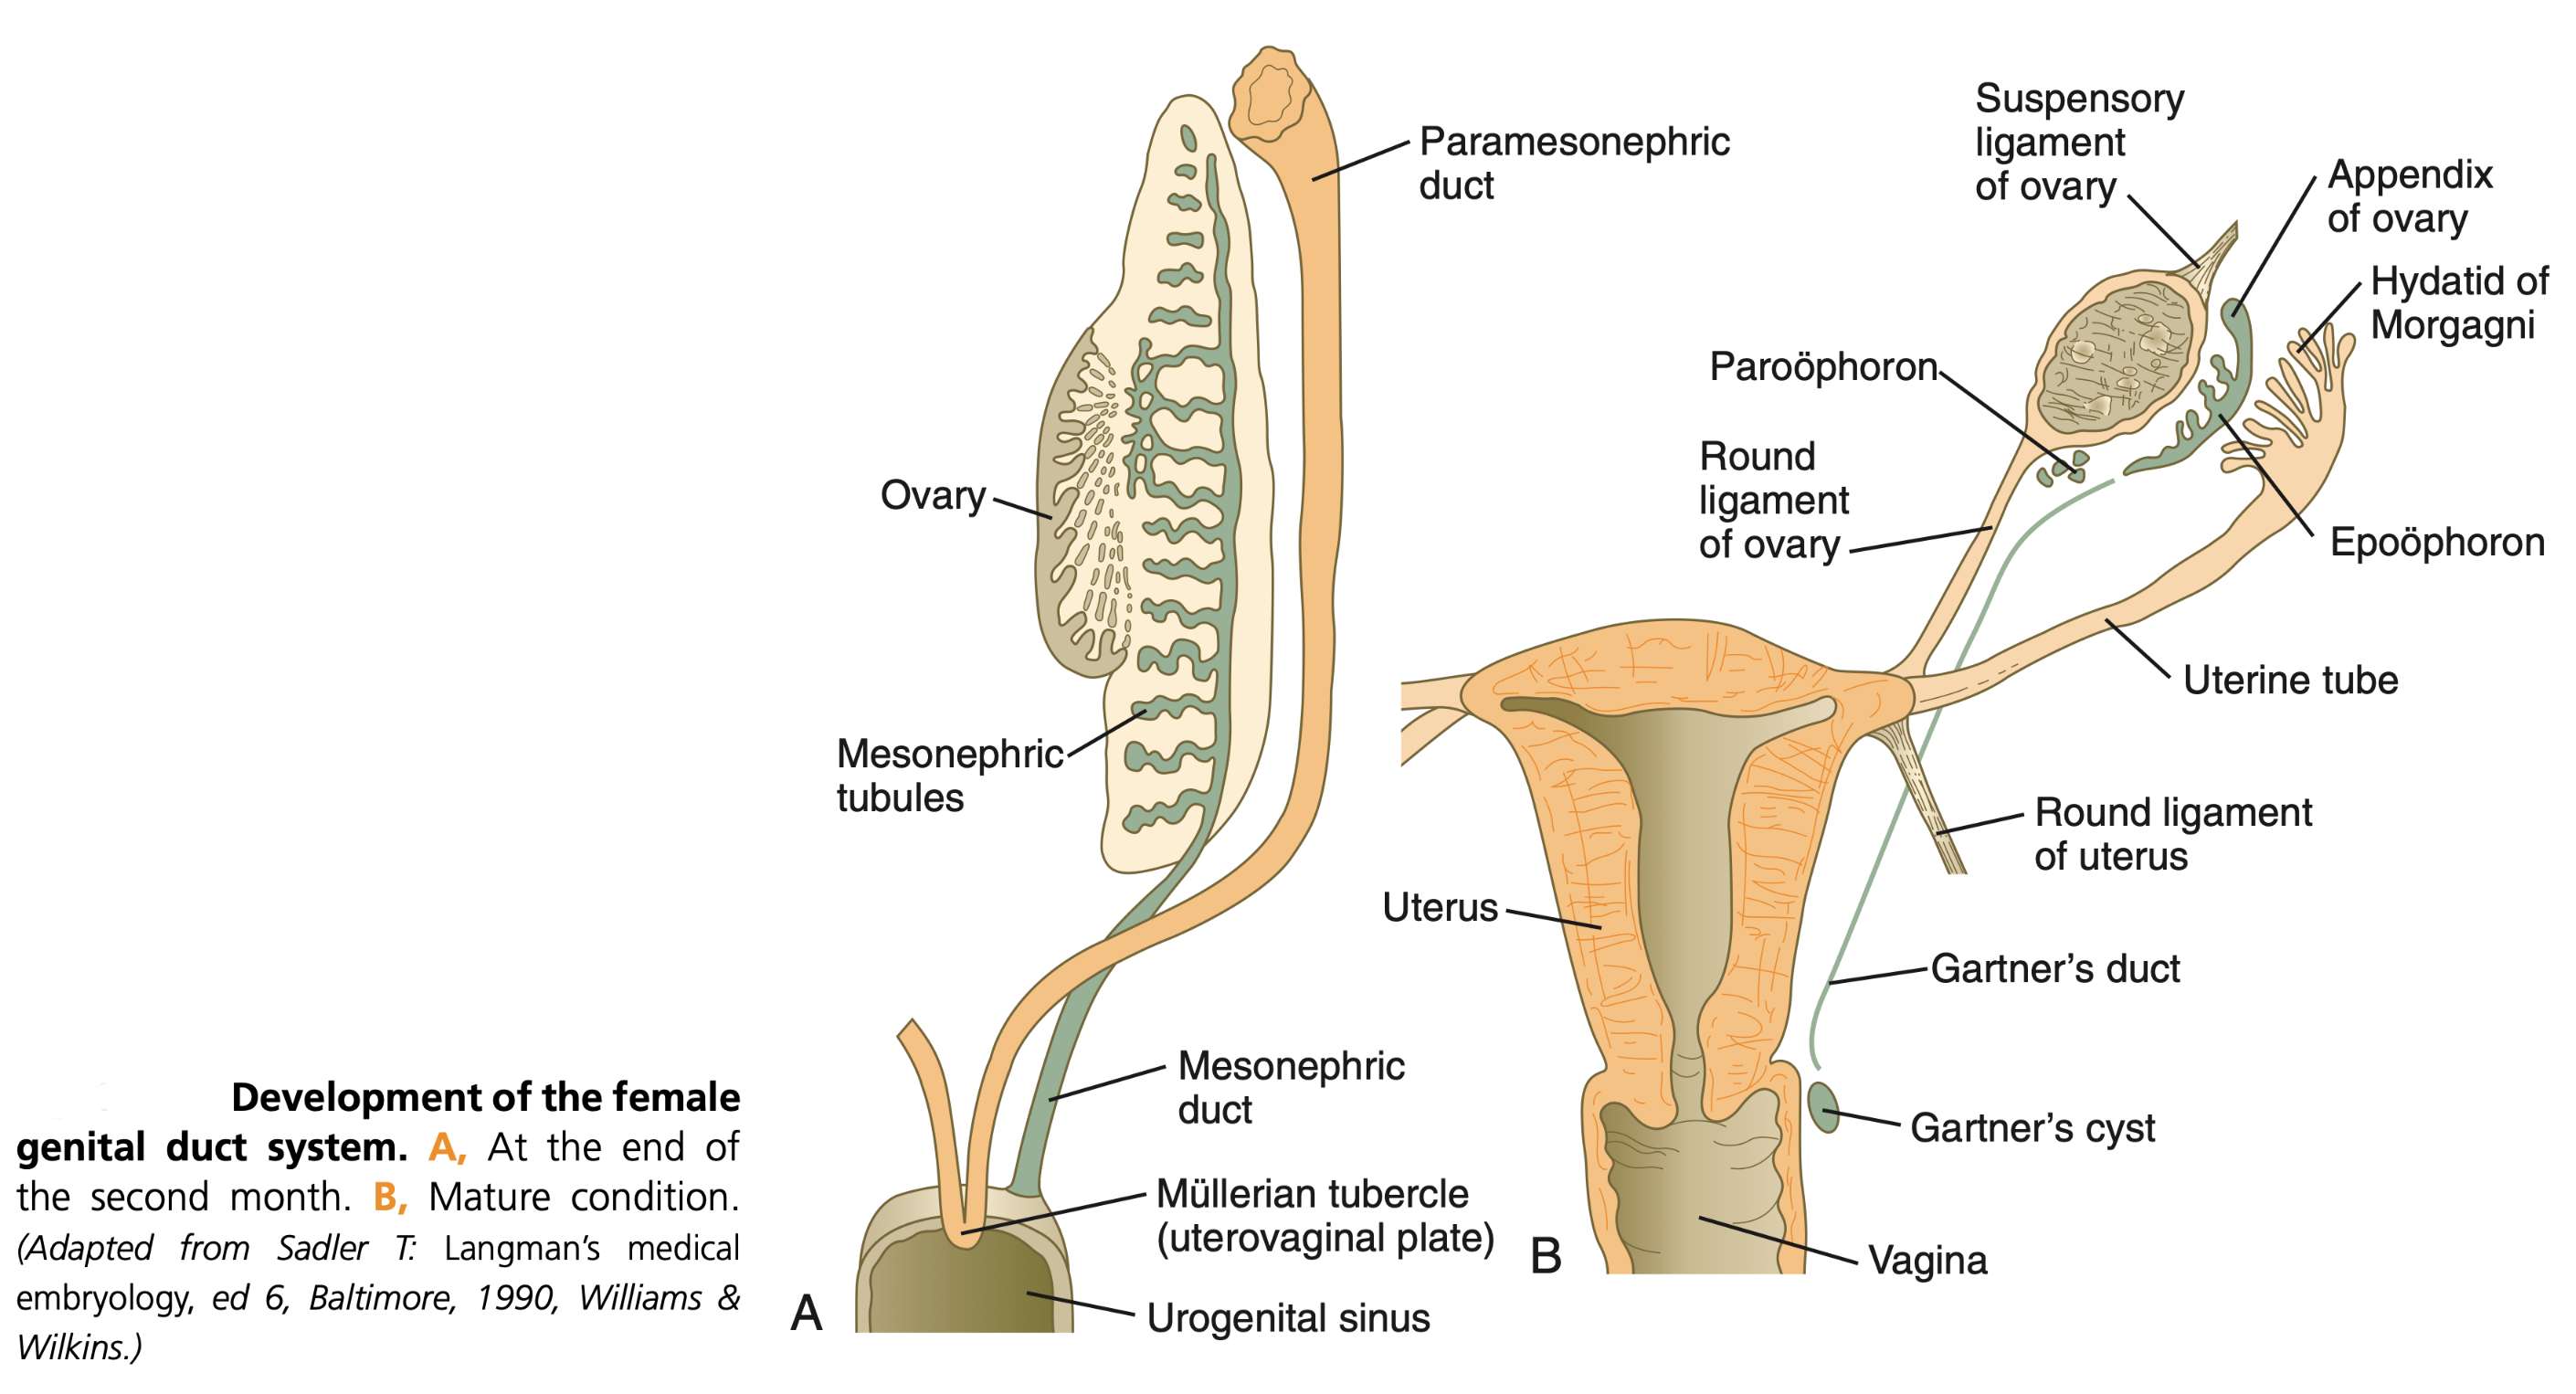 Development of the female
genital duct system. A, At the end of
the second month. B, Mature condition.
(Adapted from Sadler T: Langman’s medical
embryology, ed 6, Baltimore, 1990, Williams &
Wilkins.)
Paramesonephric
duct
Ovary
Mesonephric
tubules
Mesonephric
duct
Müllerian tubercle
(uterovaginal plate)
Urogenital sinus
A
Suspensory
ligament
of ovary
Appendix
of ovary
Hydatid of
Morgagni
Paroöphoron
Round
ligament
of ovary
Epoöphoron
Uterine tube
Round ligament
of uterus
Uterus
Gartner’s duct
Gartner’s cyst
Vagina
B